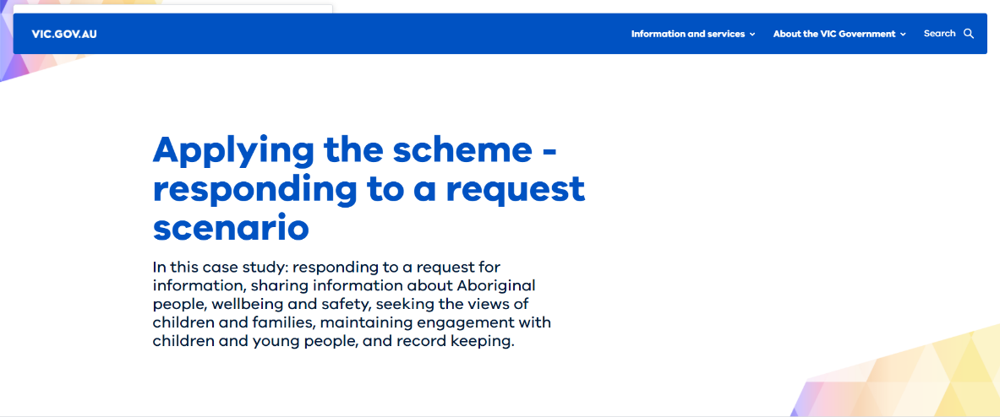 VIC.GOV.AU
Information and services
About the VIC Government
Search
Applying the scheme -
responding to a request
scenario
In this case study: responding to a request for
information, sharing information about Aboriginal
people, wellbeing and safety, seeking the views of
children and families, maintaining engagement with
children and young people, and record keeping.